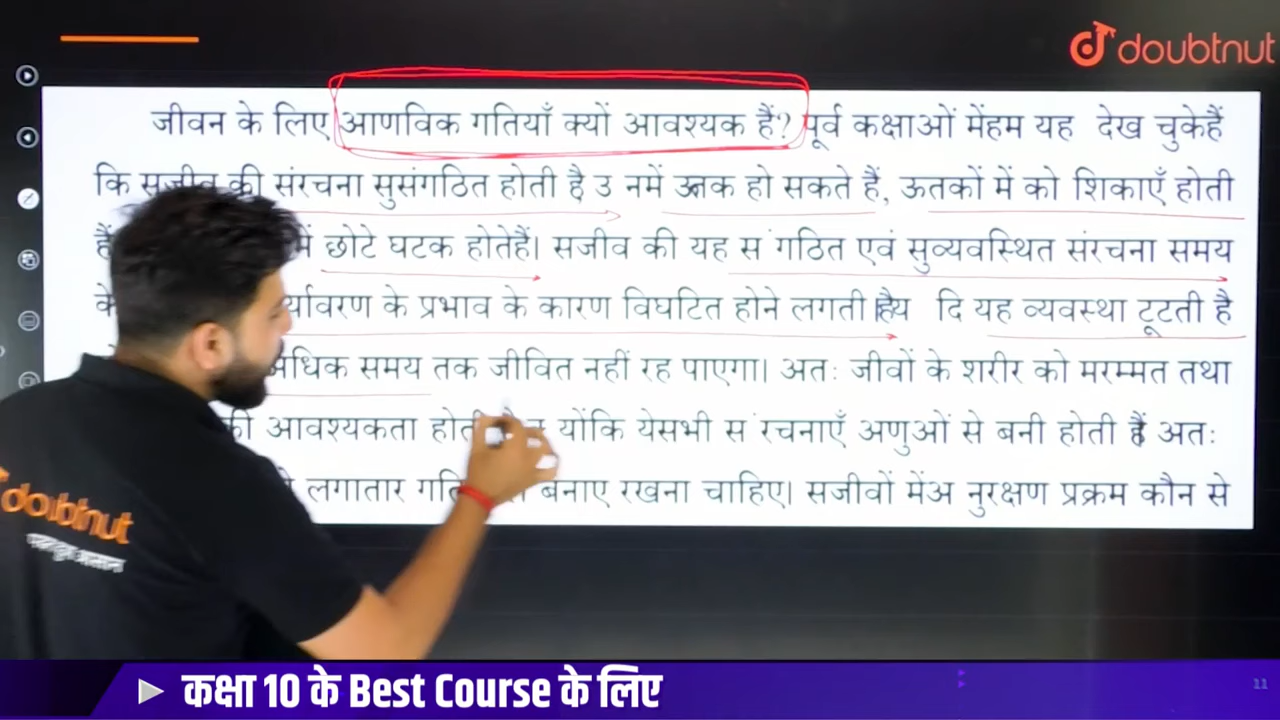 doubtnut
जीवन के लिए आणविक गतियाँ क्यों आवश्यक हैं? पूर्व कक्षाओं मेंहम यह देख चुकेहैं
कि सजीव की संरचना सुसंगठित होती है उ नमें ऊतक हो सकते हैं, ऊतकों में को शिकाएँ होती
हैं छोटे घटक होतेहैं। सजीव की यह स ंगठित एवं सुव्यवस्थित संरचना समय
के र्यावरण के प्रभाव के कारण विघटित होने लगती हैय दि यह व्यवस्था टूटती है
अधिक समय तक जीवित नहीं रह पाएगा। अतः जीवों के शरीर को मरम्मत तथा
की आवश्यकता योंकि येसभी स ंरचनाएँ अणुओं से बनी होती हैं अतः
लगातार बनाए रखना चाहिए। सजीवों मेंअ नुरक्षण प्रक्रम कौन से
doubtnut
कक्षा 10 के Best Course के लिए
11